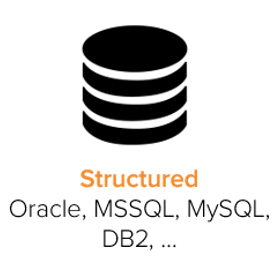 Structured
Oracle, MSSQL, MySQL,
DB2, ...